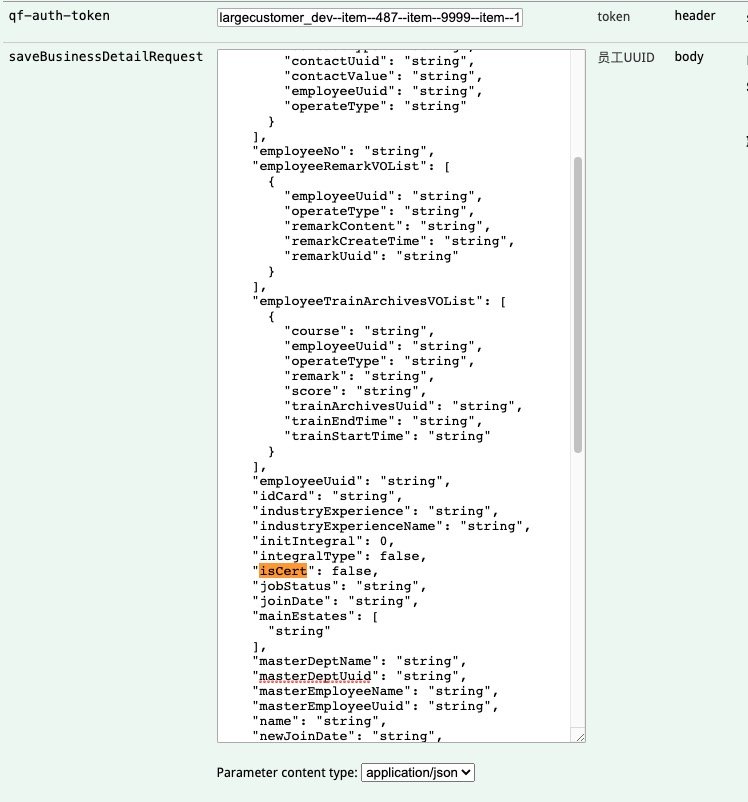 qf-auth-token largecustomer_dev--item--487--item--9999--item--1 token header
saveBusinessDetailRequest 员工UUID body
"contactUuid": "string",
"contactValue": "string",
"employeeUuid": "string",
"operateType": "string"
}
],
"employeeNo": "string",
"employeeRemarkVOList": [
{
"employeeUuid": "string",
"operateType": "string",
"remarkContent": "string",
"remarkCreateTime": "string",
"remarkUuid": "string"
}
],
"employeeTrainArchivesVOList": [
{
"course": "string",
"employeeUuid": "string",
"operateType": "string",
"remark": "string",
"score": "string",
"trainArchivesUuid": "string",
"trainEndTime": "string",
"trainStartTime": "string"
}
],
"employeeUuid": "string",
"idCard": "string",
"industryExperience": "string",
"industryExperienceName": "string",
"initIntegral": 0,
"integralType": false,
"isCert": false,
"jobStatus": "string",
"joinDate": "string",
"mainEstates": [
"string"
],
"masterDeptName": "string",
"masterDeptUuid": "string",
"masterEmployeeName": "string",
"masterEmployeeUuid": "string",
"name": "string",
"newJoinDate": "string",
Parameter content type: application/json